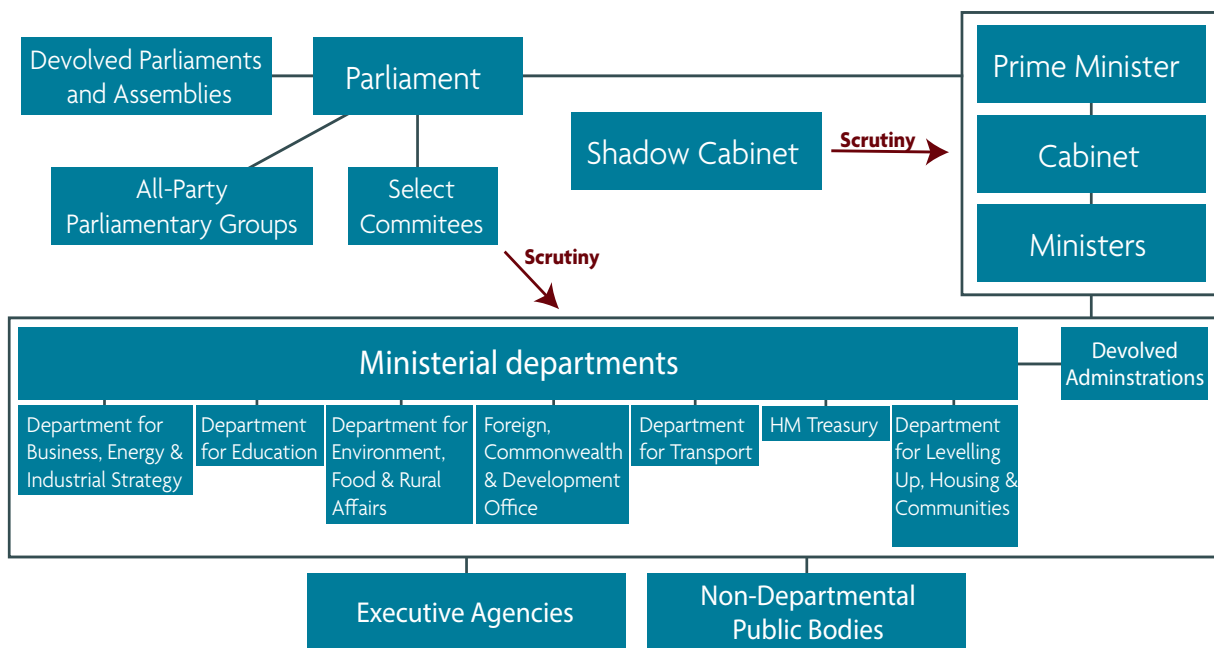 Devolved Parliaments
and Assemblies
Parliament
Prime Minister
Shadow Cabinet
Scrutiny
Cabinet
All-Party
Parliamentary Groups
Select
Commitees
Ministers
Scrutiny
Ministerial departments
Devolved
Adminstrations
Department for
Business, Energy &
Industrial Strategy
Department
for Education
Department for
Environment,
Food & Rural
Affairs
Foreign,
Commonwealth
& Development
Office
Department
for Transport
HM Treasury
Department
for Levelling
Up, Housing &
Communities
Executive Agencies
Non-Departmental
Public Bodies